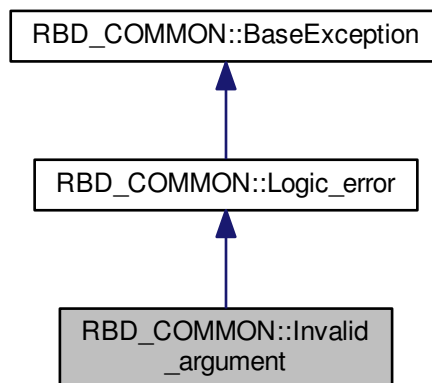 RBD_COMMON::BaseException
RBD_COMMON::Logic_error
RBD_COMMON::Invalid
_argument